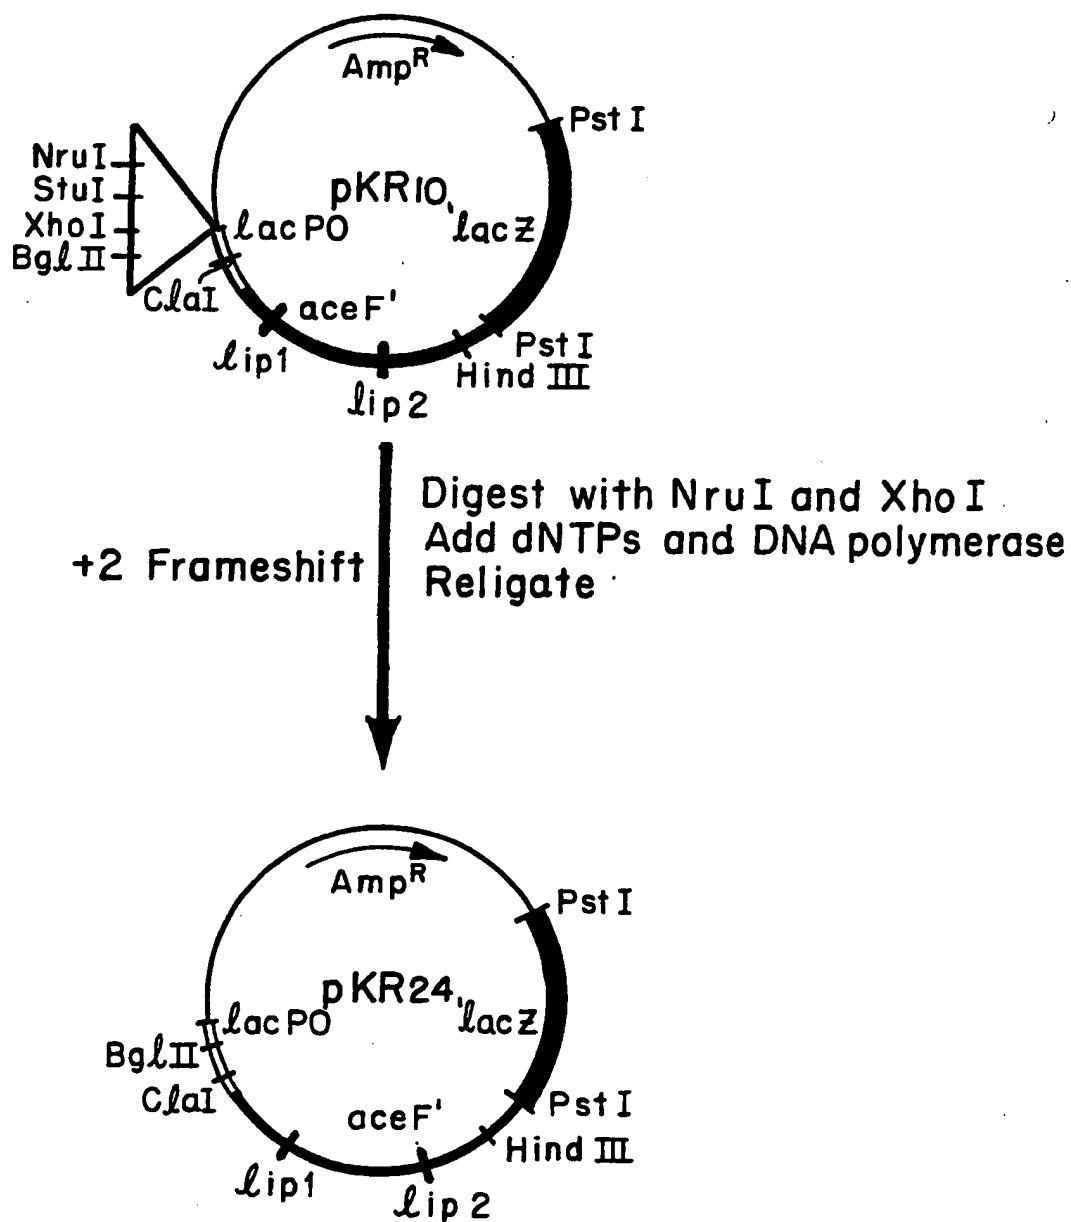 Amp^R
Pst I
NruI
StuI
XhoI
BglII
pKR10
lacPO
'lacZ
ClaI
aceF'
lip1
lip2
Pst I
Hind III
+2 Frameshift
Digest with NruI and XhoI
Add dNTPs and DNA polymerase
Religate
Amp^R
Pst I
pKR24
lacPO
'lacZ
BglII
ClaI
aceF'
Pst I
Hind III
lip1
lip2